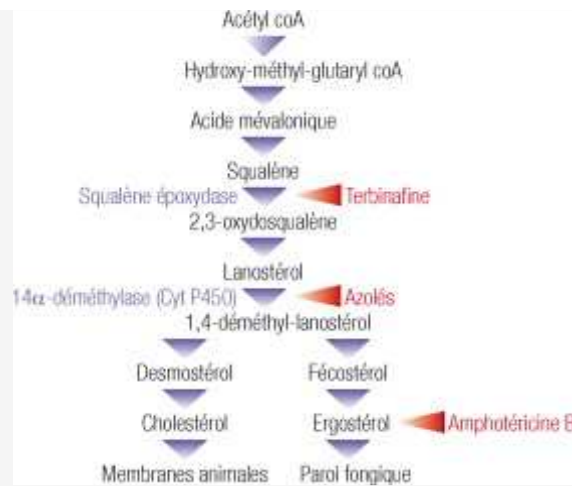 Acétyl coA
Hydroxy-méthyl-glutaryl coA
Acide mévalonique
Squalène
Squalène époxydase Terbinafine
2,3-oxydosqualène
Lanostérol
14α-déméthylase (Cyt P450) Azolés
1,4-déméthyl-lanostérol
Desmostérol Fécostérol
Cholestérol Ergostérol Amphotéricine B
Membranes animales Paroi fongique